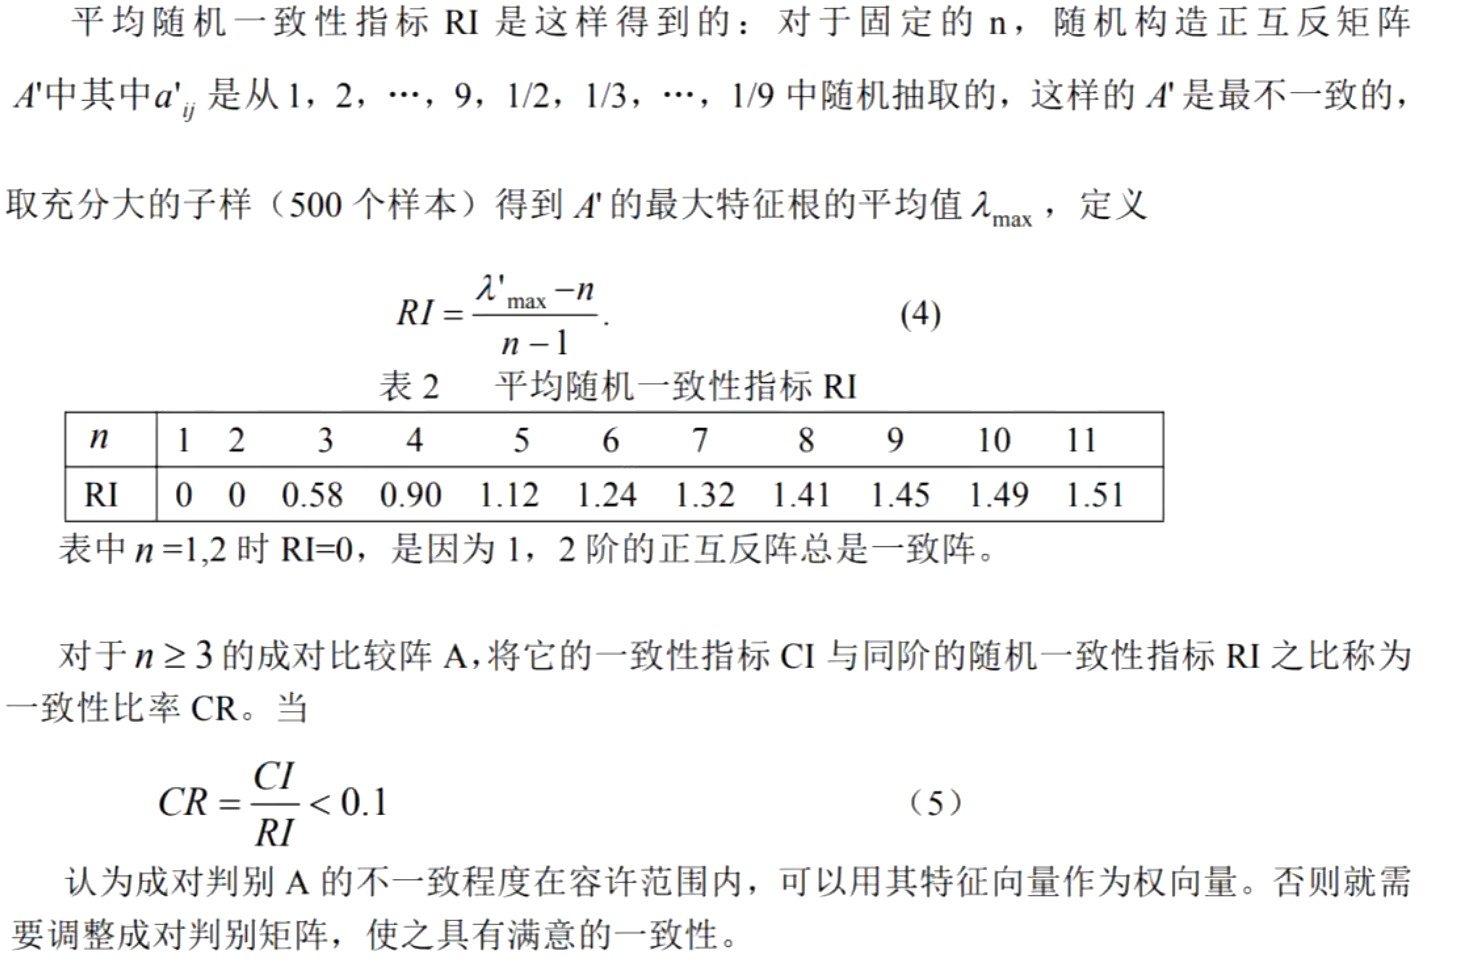 平均随机一致性指标 RI 是这样得到的：对于固定的 n，随机构造正互反矩阵
A'中其中a'ij 是从1，2，…，9，1/2，1/3，…，1/9 中随机抽取的，这样的 A' 是最不一致的，
取充分大的子样（500 个样本）得到 A' 的最大特征根的平均值 λmax ，定义
RI = (λ'max −n)/(n − 1). (4)
表 2 平均随机一致性指标 RI
n 1 2 3 4 5 6 7 8 9 10 11
RI 0 0 0.58 0.90 1.12 1.24 1.32 1.41 1.45 1.49 1.51
表中 n =1,2 时 RI=0，是因为 1，2 阶的正互反阵总是一致阵。
对于 n ≥ 3 的成对比较阵 A,将它的一致性指标 CI 与同阶的随机一致性指标 RI 之比称为
一致性比率 CR。当
CR = CI/RI < 0.1 （5）
认为成对判别 A 的不一致程度在容许范围内，可以用其特征向量作为权向量。否则就需
要调整成对判别矩阵，使之具有满意的一致性。